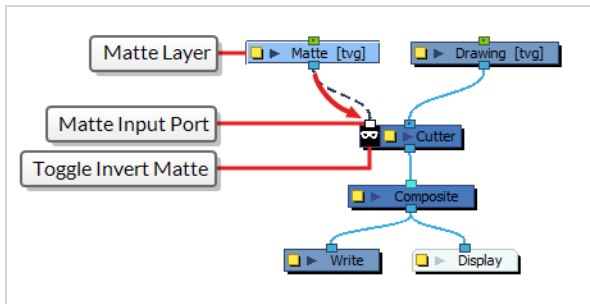 Matte Layer
Matte [tvg]
Drawing [tvg]
Matte Input Port
Cutter
Toggle Invert Matte
Composite
Write
Display